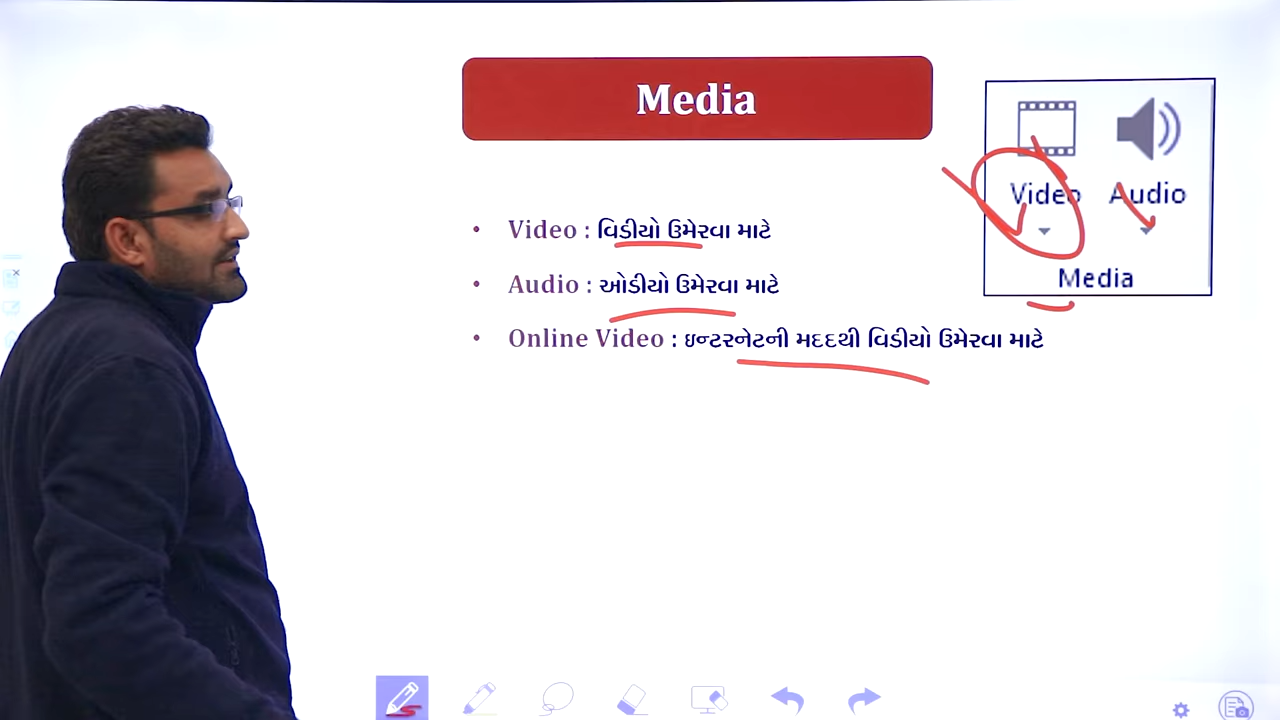 Media
Video Audio
Media
• Video : વિડીયો ઉમેરવા માટે
• Audio : ઓડીયો ઉમેરવા માટે
• Online Video : ઇન્ટરનેટની મદદથી વિડીયો ઉમેરવા માટે